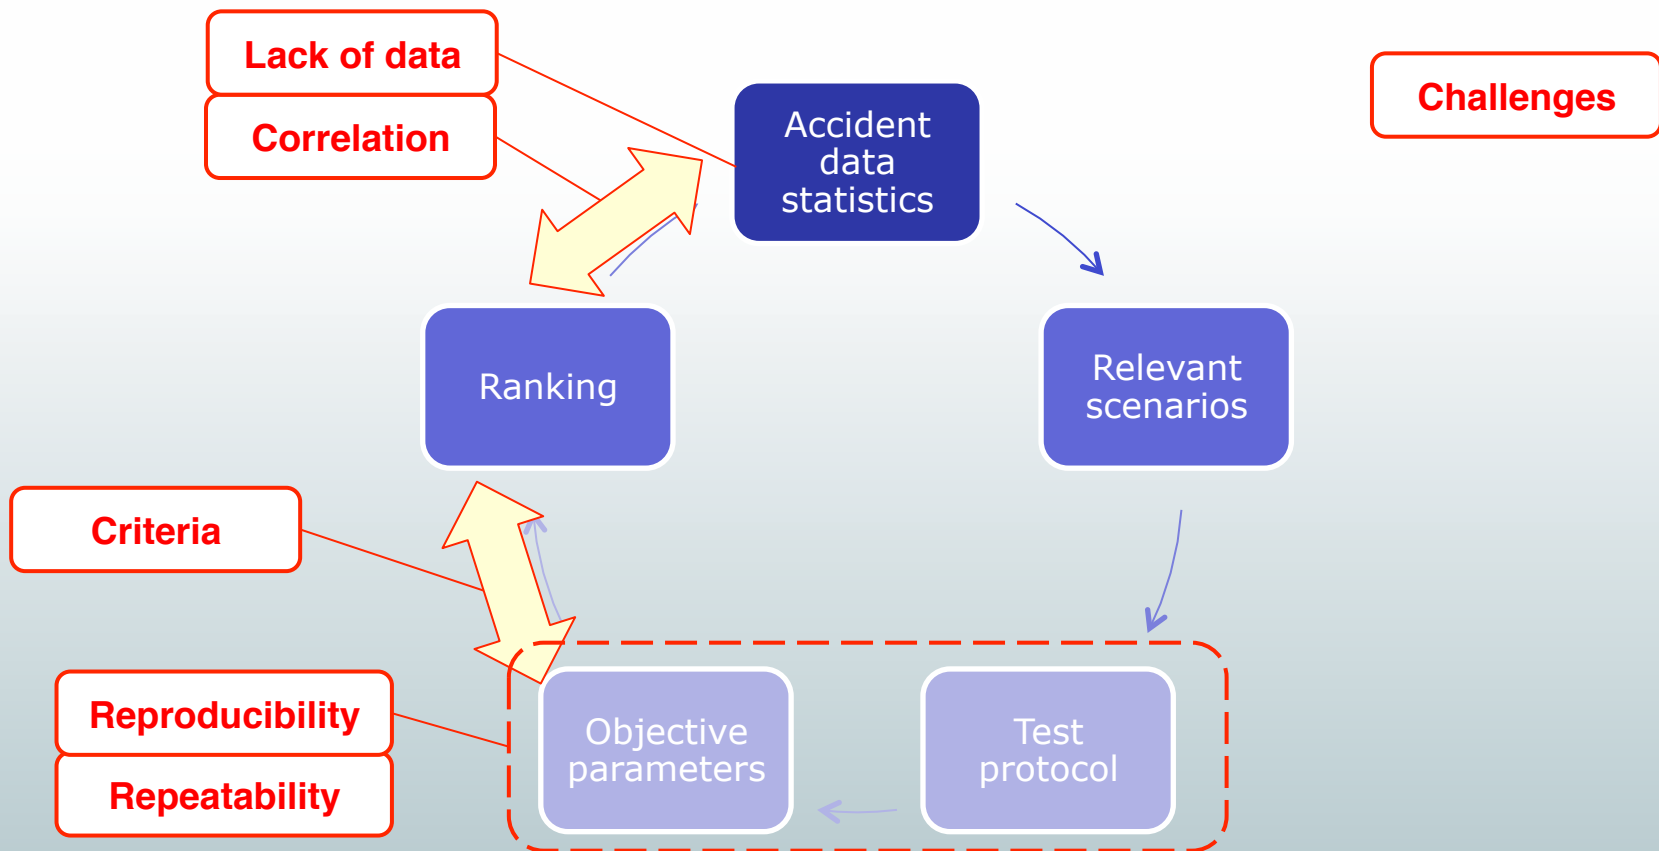 Lack of data
Correlation
Challenges
Accident
data
statistics
Ranking
Relevant
scenarios
Criteria
Reproducibility
Repeatability
Objective
parameters
Test
protocol